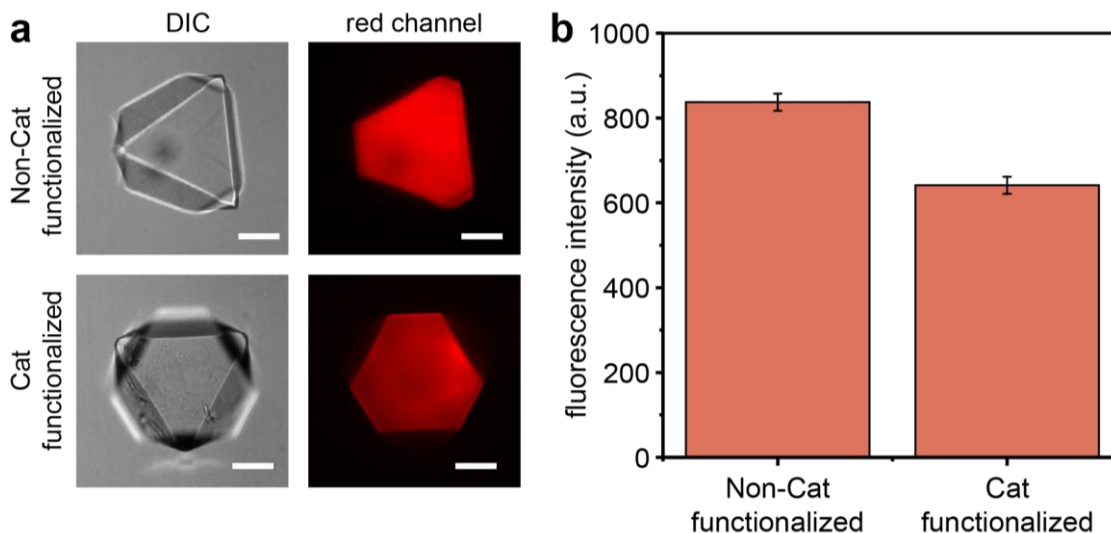 a
DIC
red channel
Non-Cat
functionalized
Cat
functionalized
b
fluorescence intensity (a.u.)
1000
800
600
400
200
0
Non-Cat
functionalized
Cat
functionalized